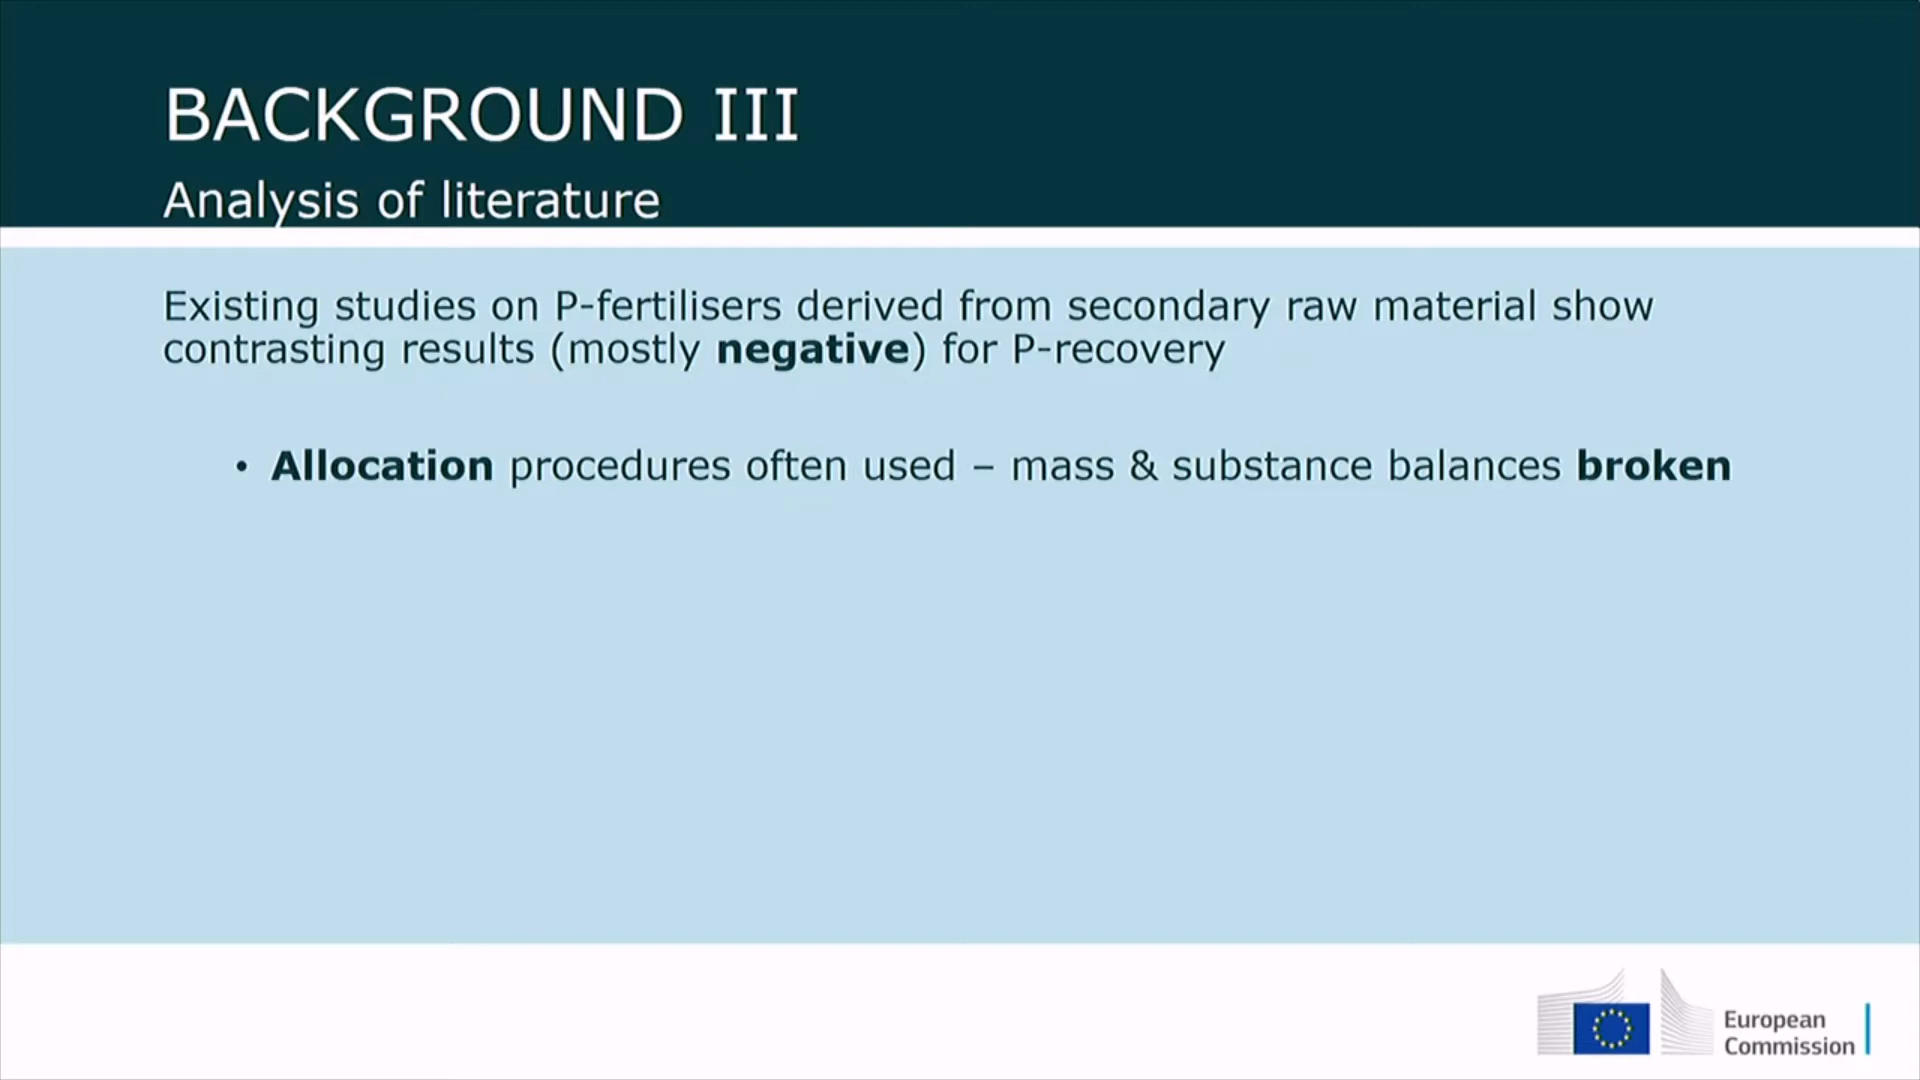 BACKGROUND III
Analysis of literature
Existing studies on P-fertilisers derived from secondary raw material show
contrasting results (mostly negative) for P-recovery
• Allocation procedures often used – mass & substance balances broken
European
Commission